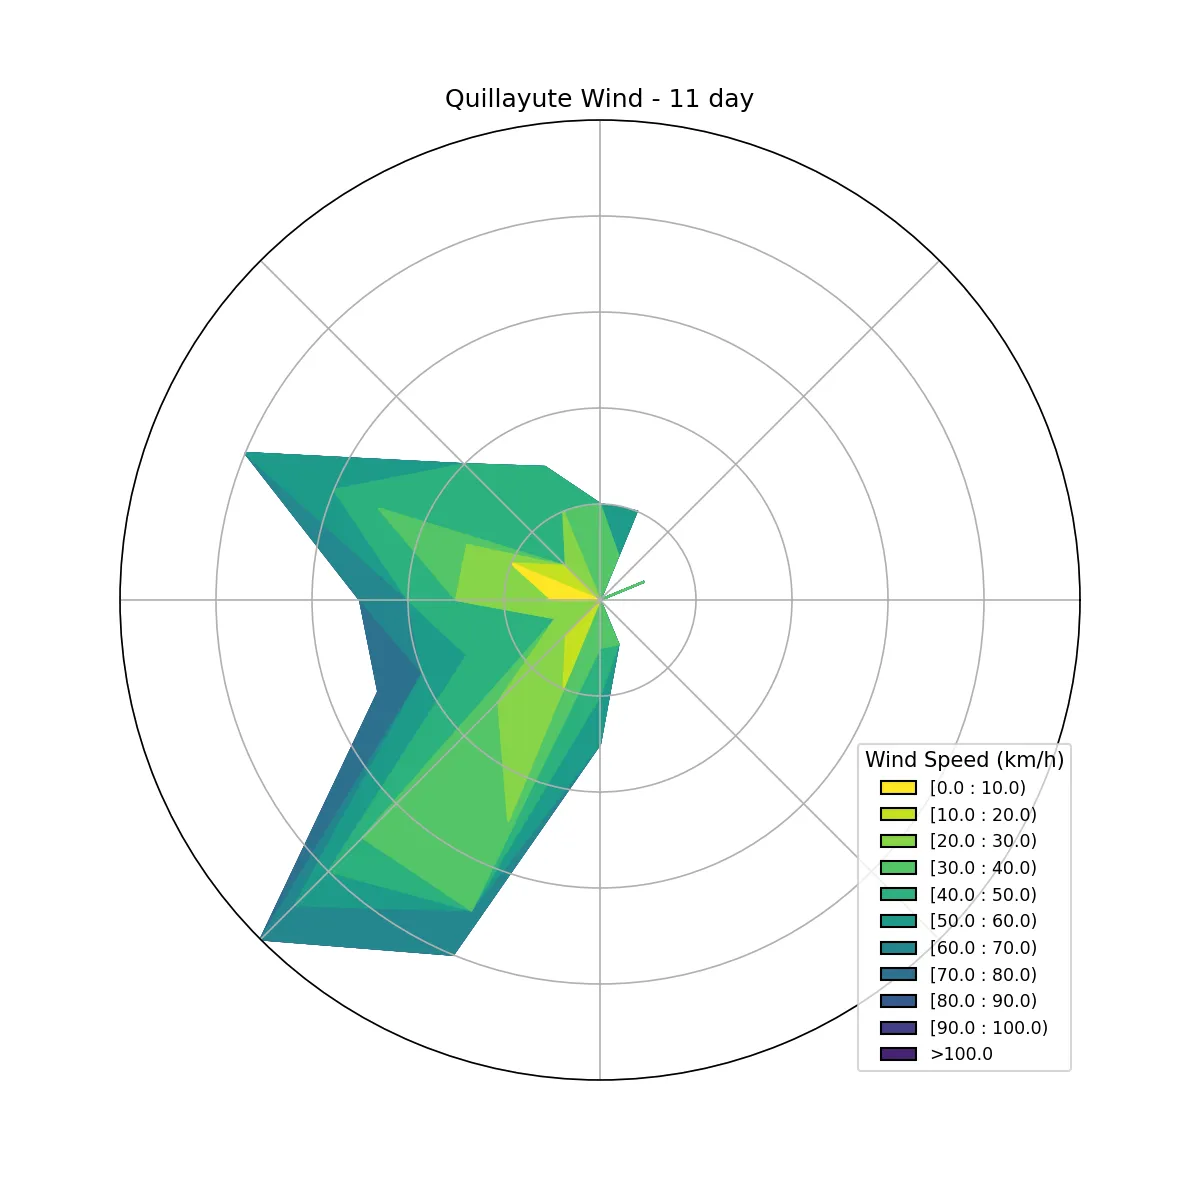 Quillayute Wind - 11 day
Wind Speed (km/h)
[0.0 : 10.0)
[10.0 : 20.0)
[20.0 : 30.0)
[30.0 : 40.0)
[40.0 : 50.0)
[50.0 : 60.0)
[60.0 : 70.0)
[70.0 : 80.0)
[80.0 : 90.0)
[90.0 : 100.0)
>100.0